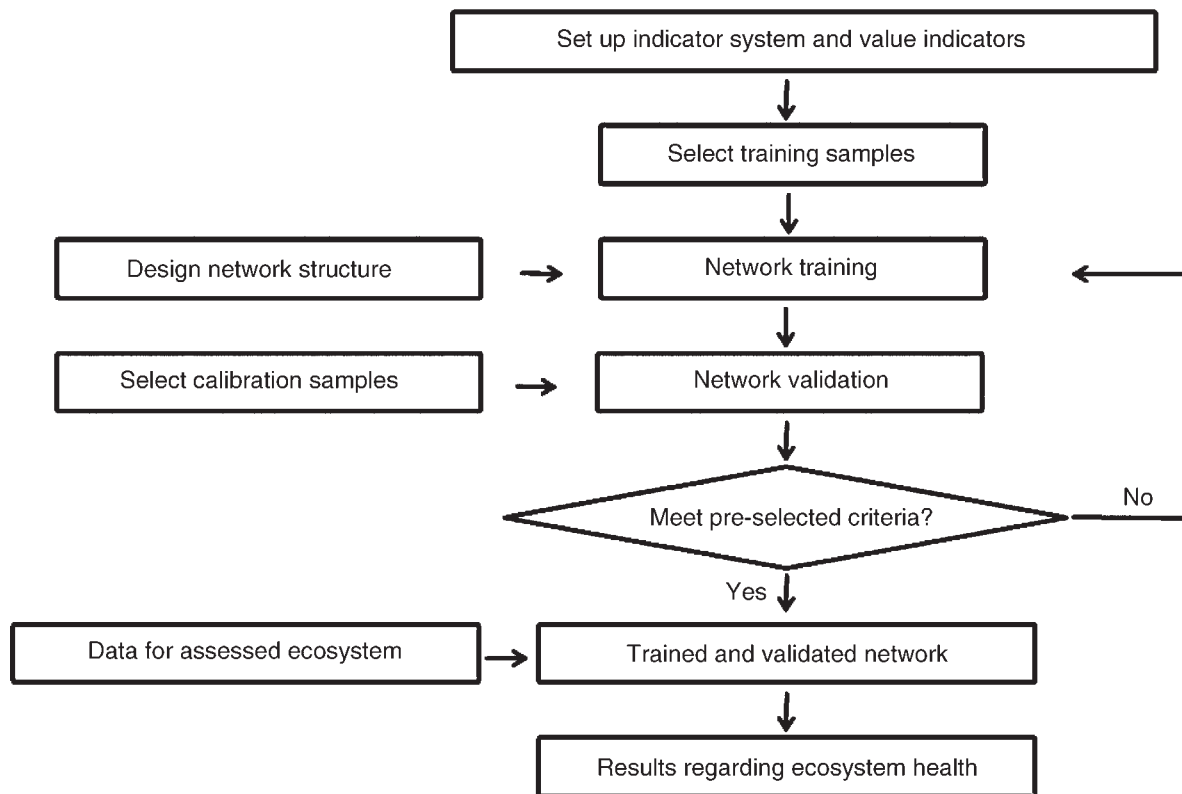 Set up indicator system and value indicators
Select training samples
Design network structure
Network training
Select calibration samples
Network validation
Meet pre-selected criteria?
No
Yes
Data for assessed ecosystem
Trained and validated network
Results regarding ecosystem health